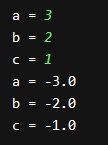 a = 3
b = 2
c = 1
a = -3.0
b = -2.0
c = -1.0